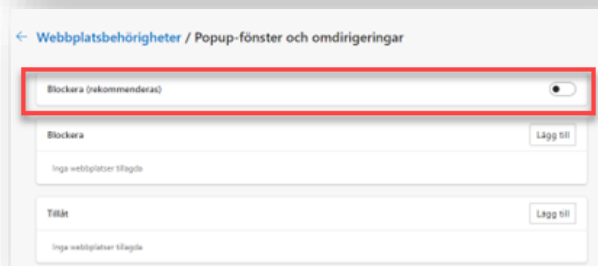 ← Webbplatsbehörigheter / Popup-fönster och omdirigeringar
Blockera (rekommenderas)
Blockera
Lägg till
Inga webbplatser tillagda
Tillåt
Lägg till
Inga webbplatser tillagda